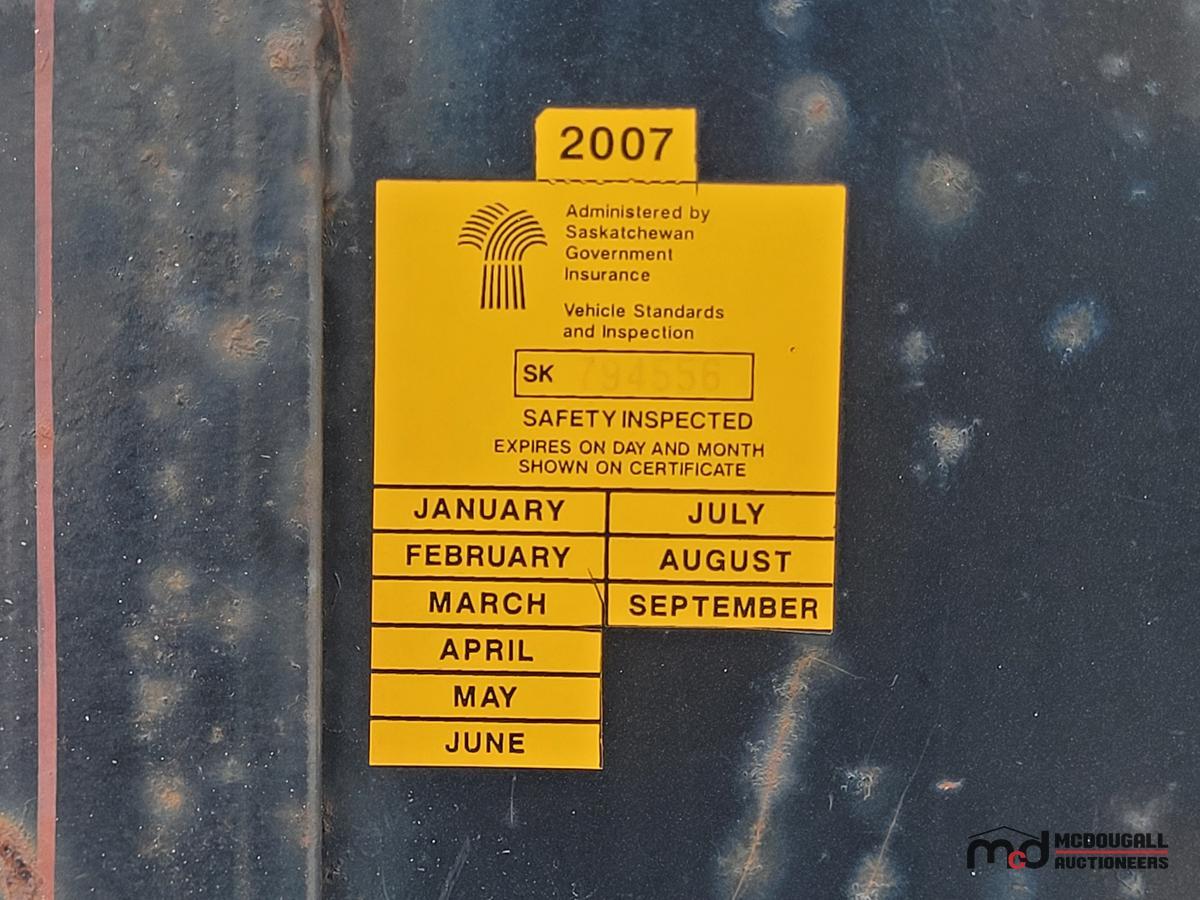 2007
Administered by
Saskatchewan
Government
Insurance
Vehicle Standards
and Inspection
SK 794556
SAFETY INSPECTED
EXPIRES ON DAY AND MONTH
SHOWN ON CERTIFICATE
JANUARY JULY
FEBRUARY AUGUST
MARCH SEPTEMBER
APRIL
MAY
JUNE
mcd MCDOUGALL
AUCTIONEERS